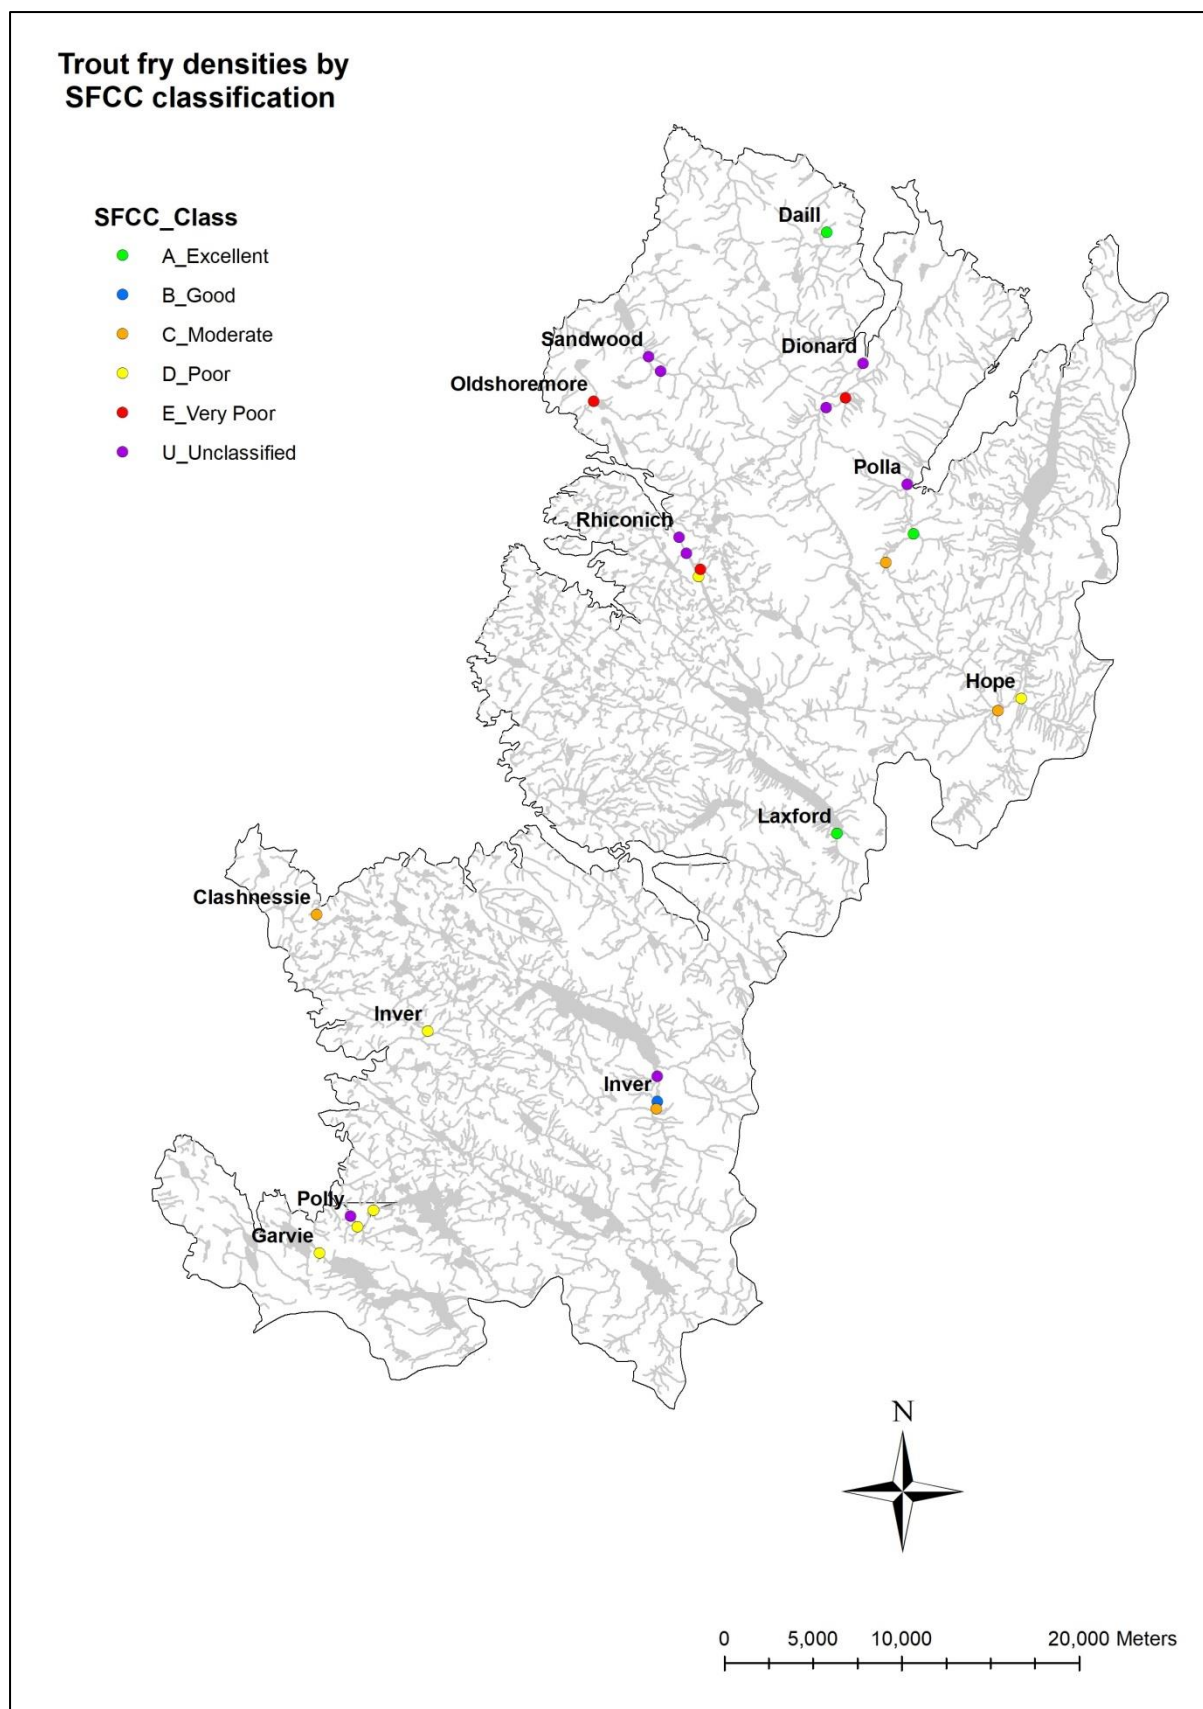 Trout fry densities by
SFCC classification
SFCC_Class
A_Excellent
B_Good
C_Moderate
D_Poor
E_Very Poor
U_Unclassified
Daill
Sandwood
Dionard
Oldshoremore
Polla
Rhiconich
Hope
Laxford
Clashnessie
Inver
Inver
Polly
Garvie
N
0 5,000 10,000 20,000 Meters